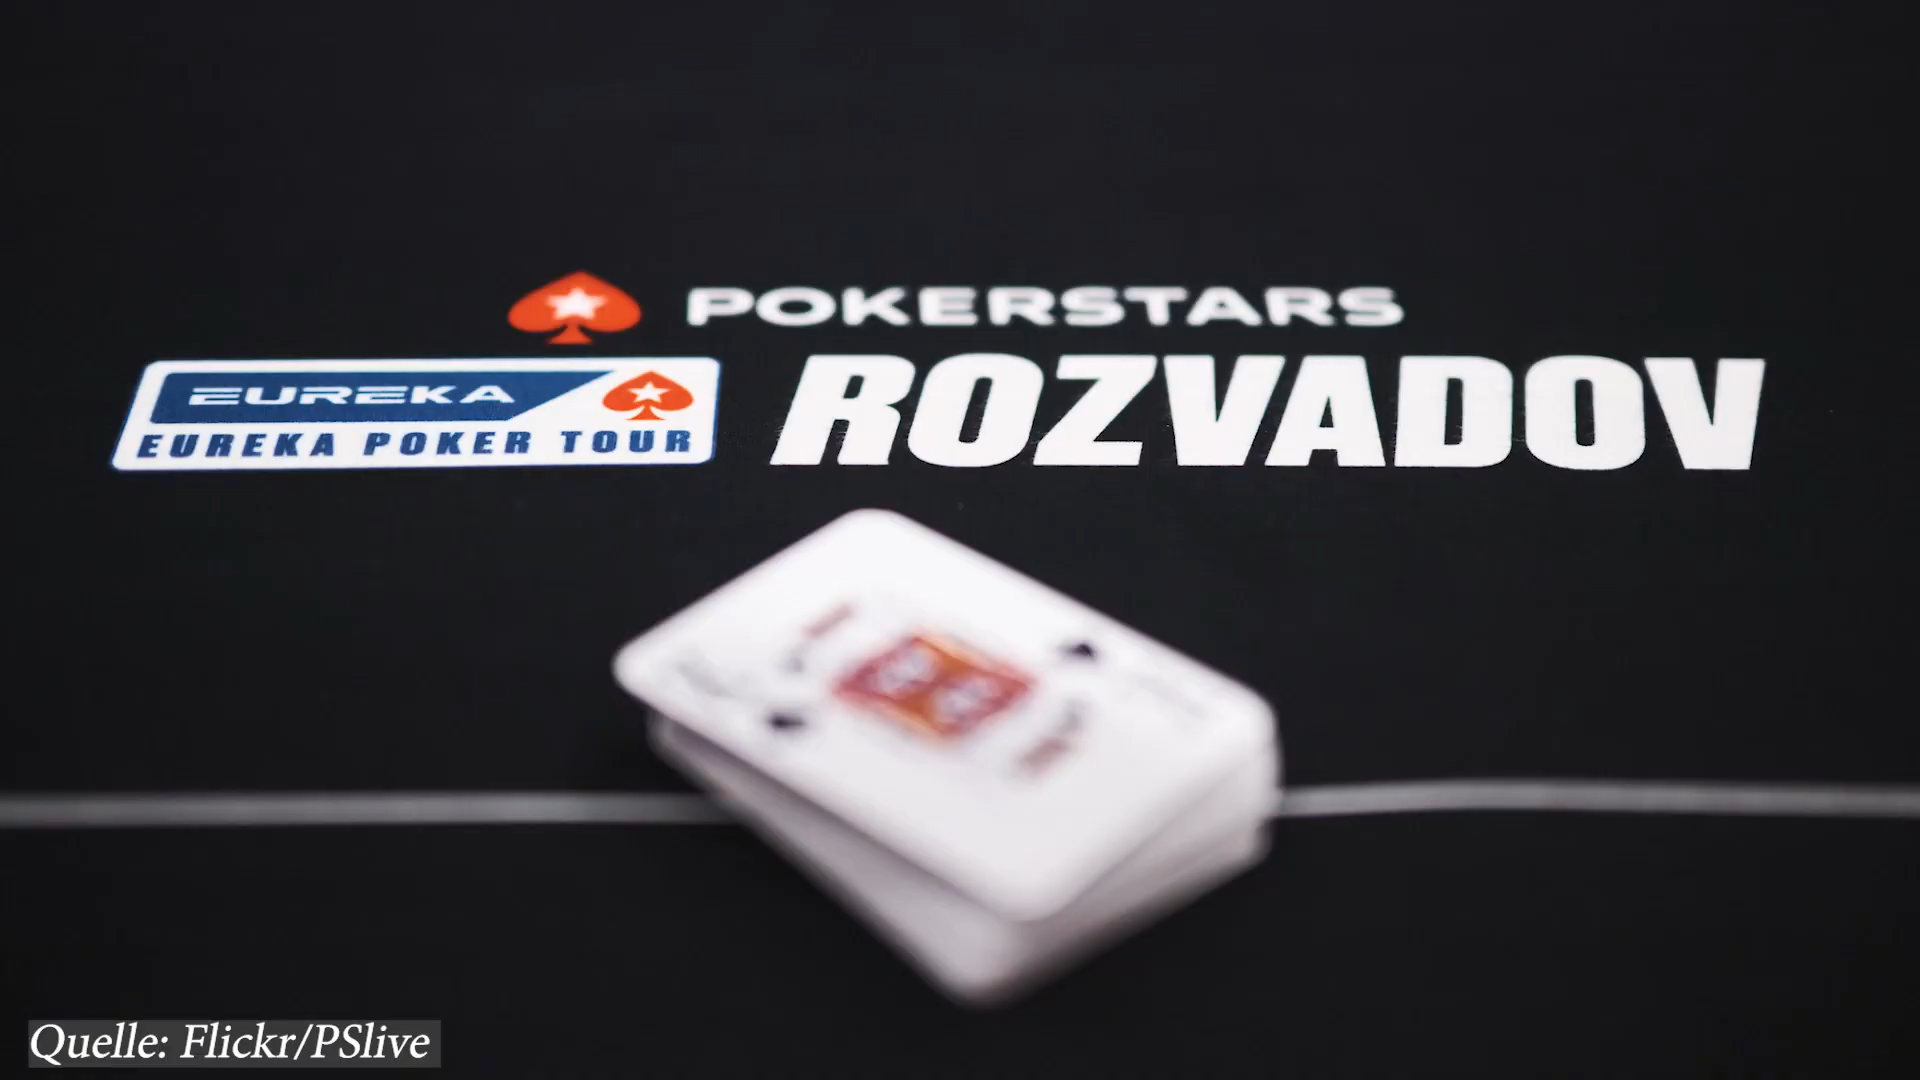 POKERSTARS
EUREKA
ROZVADOV
EUREKA POKER TOUR
Quelle: Flickr/PSlive